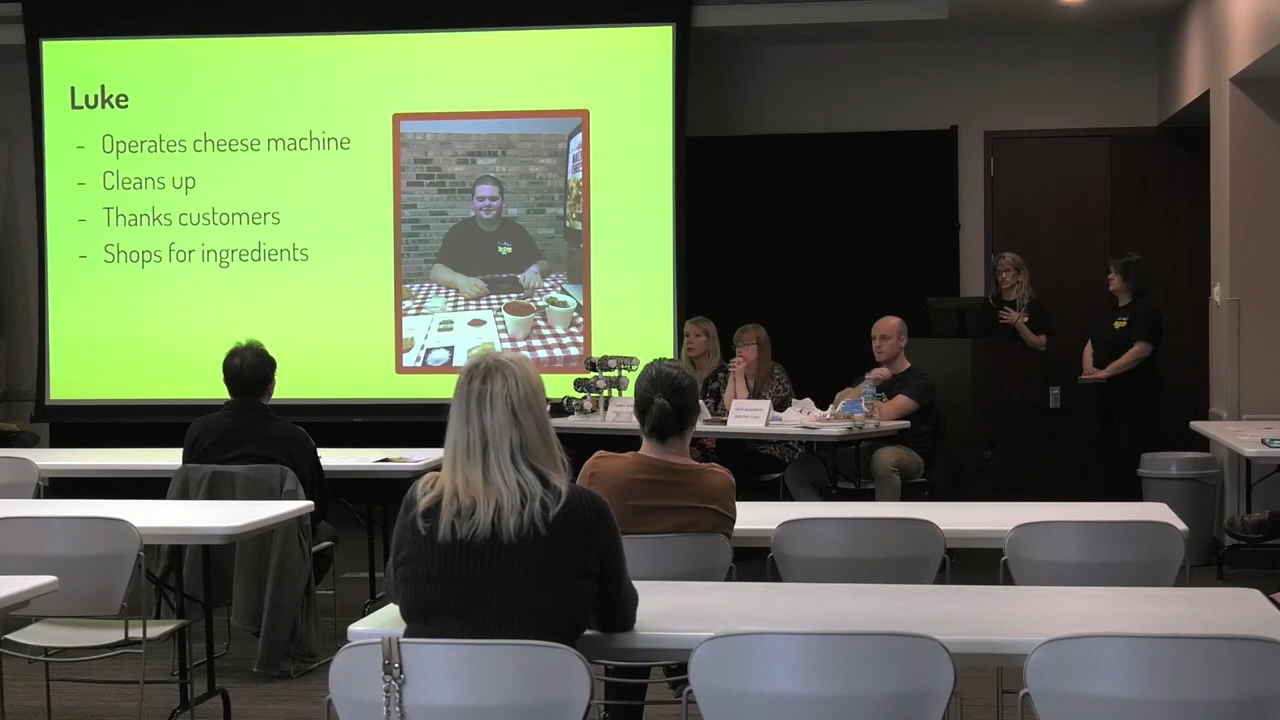 Luke
- Operates cheese machine
- Cleans up
- Thanks customers
- Shops for ingredients